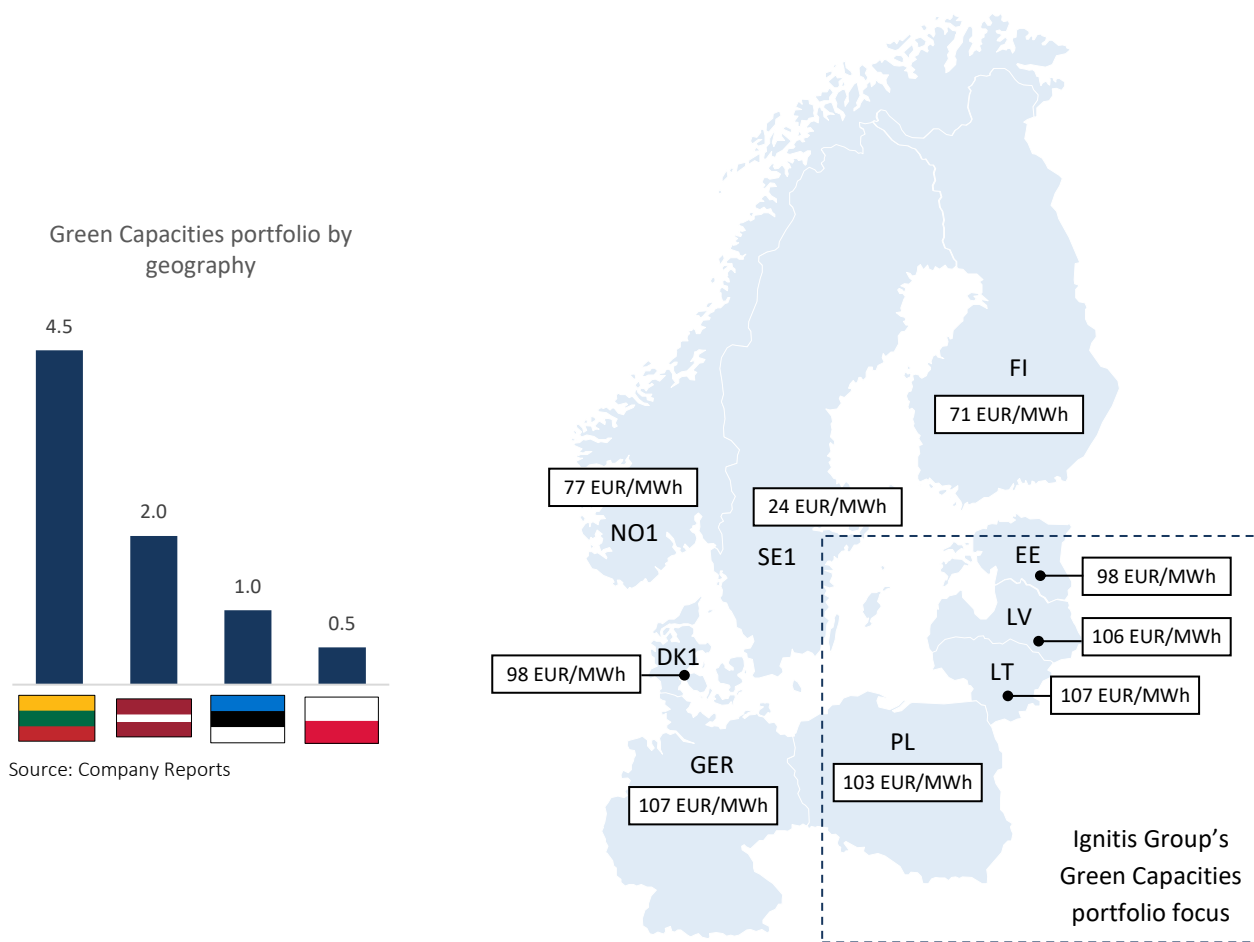 Green Capacities portfolio by
geography
4.5
2.0
1.0
0.5
Source: Company Reports
FI
71 EUR/MWh
77 EUR/MWh
NO1
24 EUR/MWh
SE1
EE
98 EUR/MWh
LV
106 EUR/MWh
LT
107 EUR/MWh
DK1
98 EUR/MWh
GER
107 EUR/MWh
PL
103 EUR/MWh
Ignitis Group’s
Green Capacities
portfolio focus